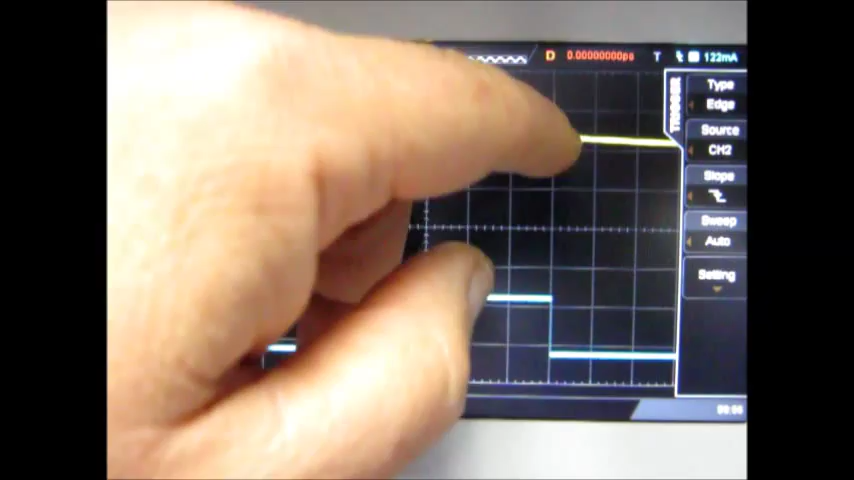 D 0.00000000ps T 122mA
TRIGGER
Type
Edge
Source
CH2
Slope
Sweep
Auto
Setting